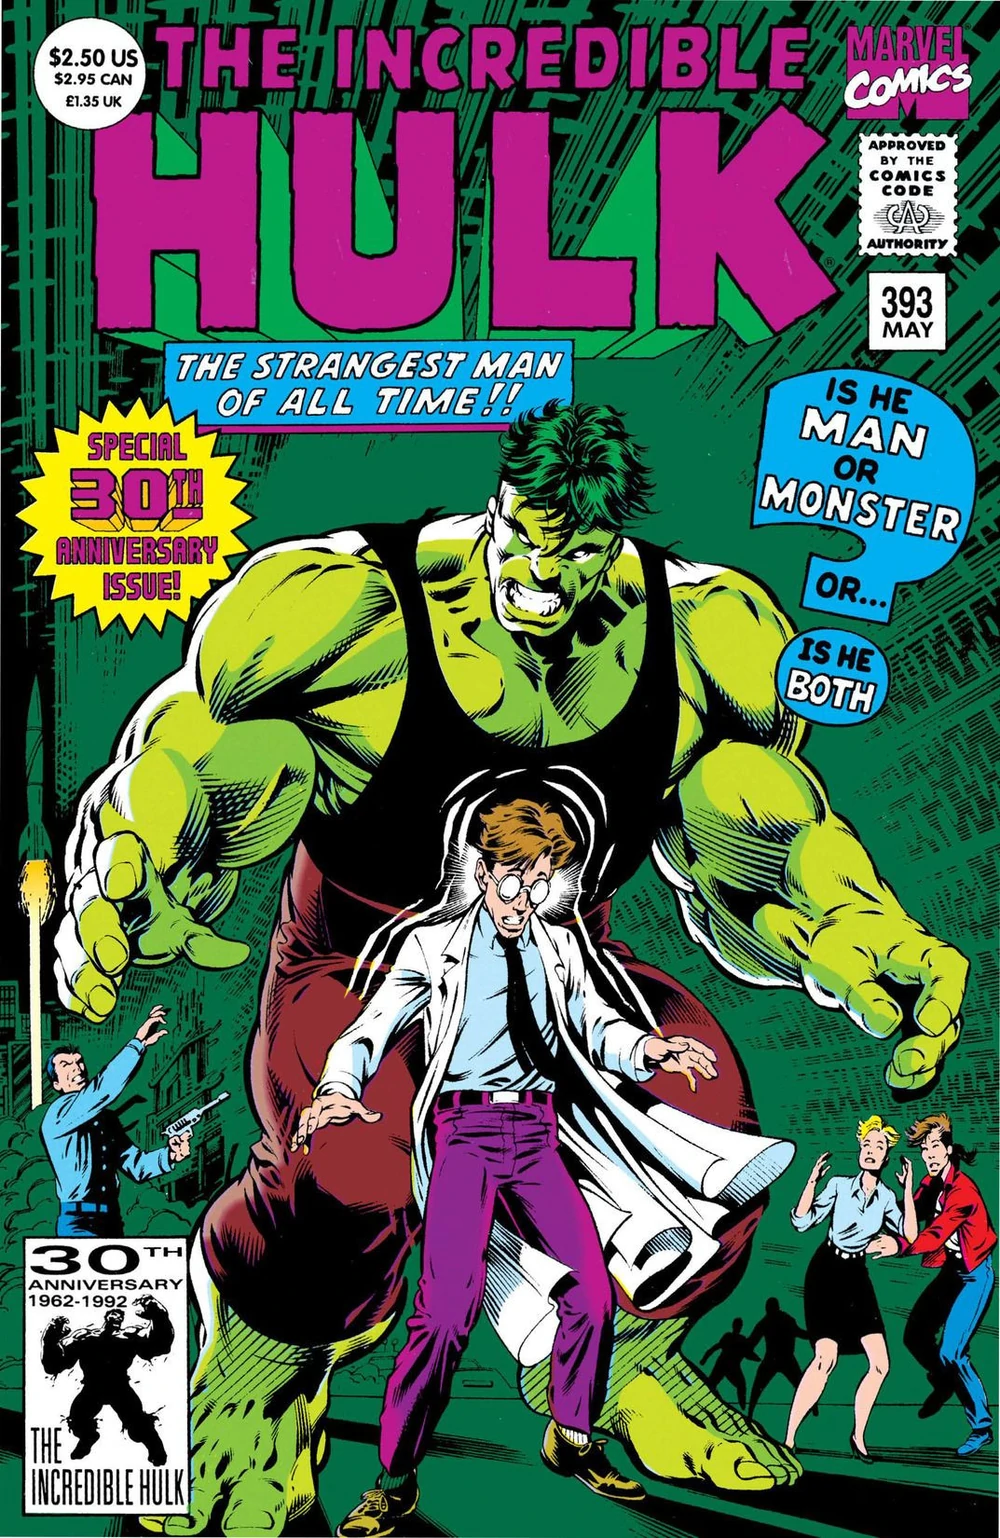 $2.50 US
$2.95 CAN
£1.35 UK
THE INCREDIBLE
HULK
®
MARVEL
COMICS
APPROVED
BY THE
COMICS
CODE
CA
AUTHORITY
393
MAY
THE STRANGEST MAN
OF ALL TIME!!
SPECIAL
30TH
ANNIVERSARY
ISSUE!
IS HE
MAN
OR
MONSTER
OR...
IS HE
BOTH
30TH
ANNIVERSARY
1962-1992
THE
INCREDIBLE HULK